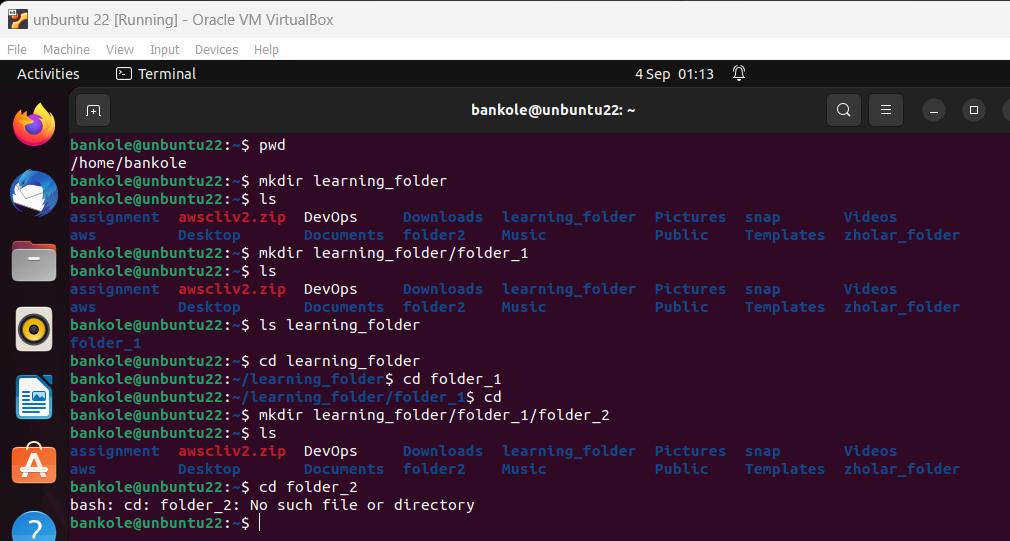 unbuntu 22 [Running] - Oracle VM VirtualBox
File Machine View Input Devices Help
Activities Terminal 4 Sep 01:13
bankole@unbuntu22: ~
bankole@unbuntu22:~$ pwd
/home/bankole
bankole@unbuntu22:~$ mkdir learning_folder
bankole@unbuntu22:~$ ls
assignment awscliv2.zip DevOps Downloads learning_folder Pictures snap Videos
aws Desktop Documents folder2 Music Public Templates zholar_folder
bankole@unbuntu22:~$ mkdir learning_folder/folder_1
bankole@unbuntu22:~$ ls
assignment awscliv2.zip DevOps Downloads learning_folder Pictures snap Videos
aws Desktop Documents folder2 Music Public Templates zholar_folder
bankole@unbuntu22:~$ ls learning_folder
folder_1
bankole@unbuntu22:~$ cd learning_folder
bankole@unbuntu22:~/learning_folder$ cd folder_1
bankole@unbuntu22:~/learning_folder/folder_1$ cd
bankole@unbuntu22:~$ mkdir learning_folder/folder_1/folder_2
bankole@unbuntu22:~$ ls
assignment awscliv2.zip DevOps Downloads learning_folder Pictures snap Videos
aws Desktop Documents folder2 Music Public Templates zholar_folder
bankole@unbuntu22:~$ cd folder_2
bash: cd: folder_2: No such file or directory
bankole@unbuntu22:~$